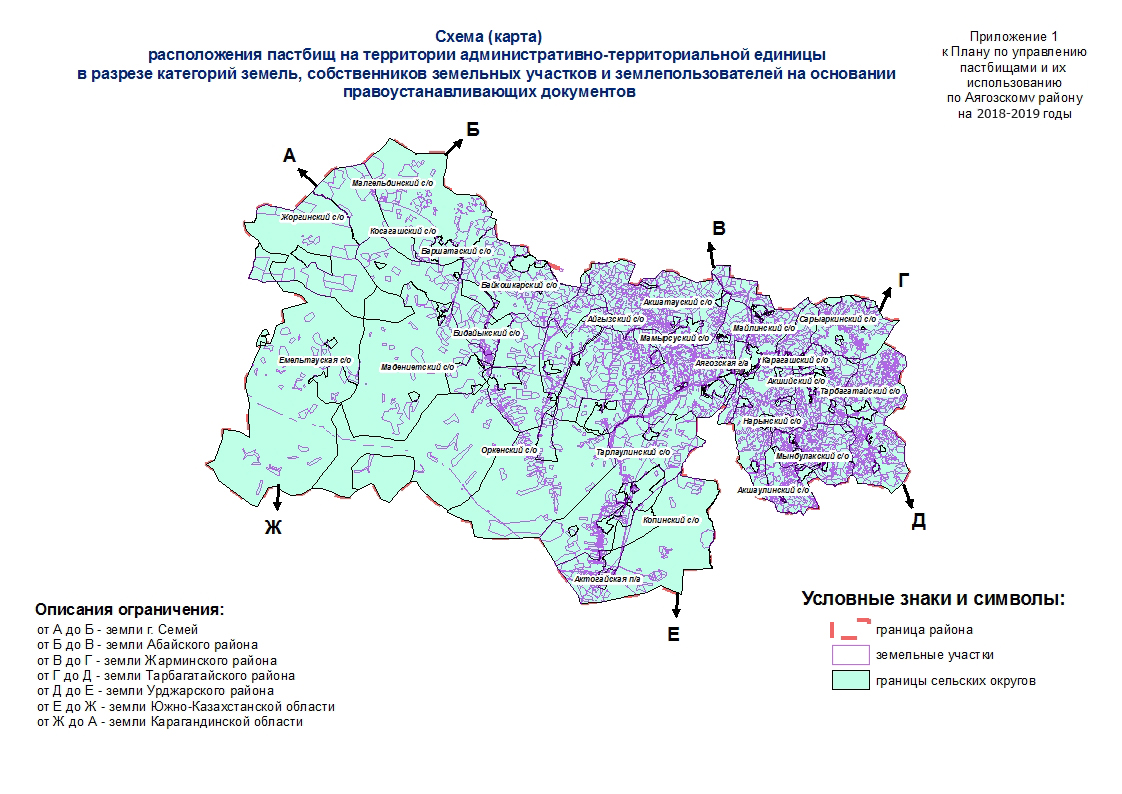 Схема (карта)
расположения пастбищ на территории административно-территориальной единицы
в разрезе категорий земель, собственников земельных участков и землепользователей на основании
правоустанавливающих документов
Приложение 1
к Плану по управлению
пастбищами и их
использованию
по Аягозскому району
на 2018-2019 годы
Б
А
Малгельбинский с/о
Жоргинский с/о
Косагашский с/о
В
Баршатаский с/о
Г
Байкошкарский с/о
Акшатауский с/о
Айгызский с/о
Сарыаркинский с/о
Майлинский с/о
Бидайыкский с/о
Мамырсуский с/о
Емельтауская с/о
Мадениетский с/о
Аягозская г/а
Карагашский с/о
Акшийский с/о
Тарбагатайский с/о
Нарынский с/о
Оркенский с/о
Тарлаулинский с/о
Мынбулакский с/о
Акшаулинский с/о
Ж
Копинский с/о
Д
Актогайская п/а
Е
Описания ограничения:
от А до Б - земли г. Семей
от Б до В - земли Абайского района
от В до Г - земли Жарминского района
от Г до Д - земли Тарбагатайского района
от Д до Е - земли Урджарского района
от Е до Ж - земли Южно-Казахстанской области
от Ж до А - земли Карагандинской области
Условные знаки и символы:
граница района
земельные участки
границы сельских округов